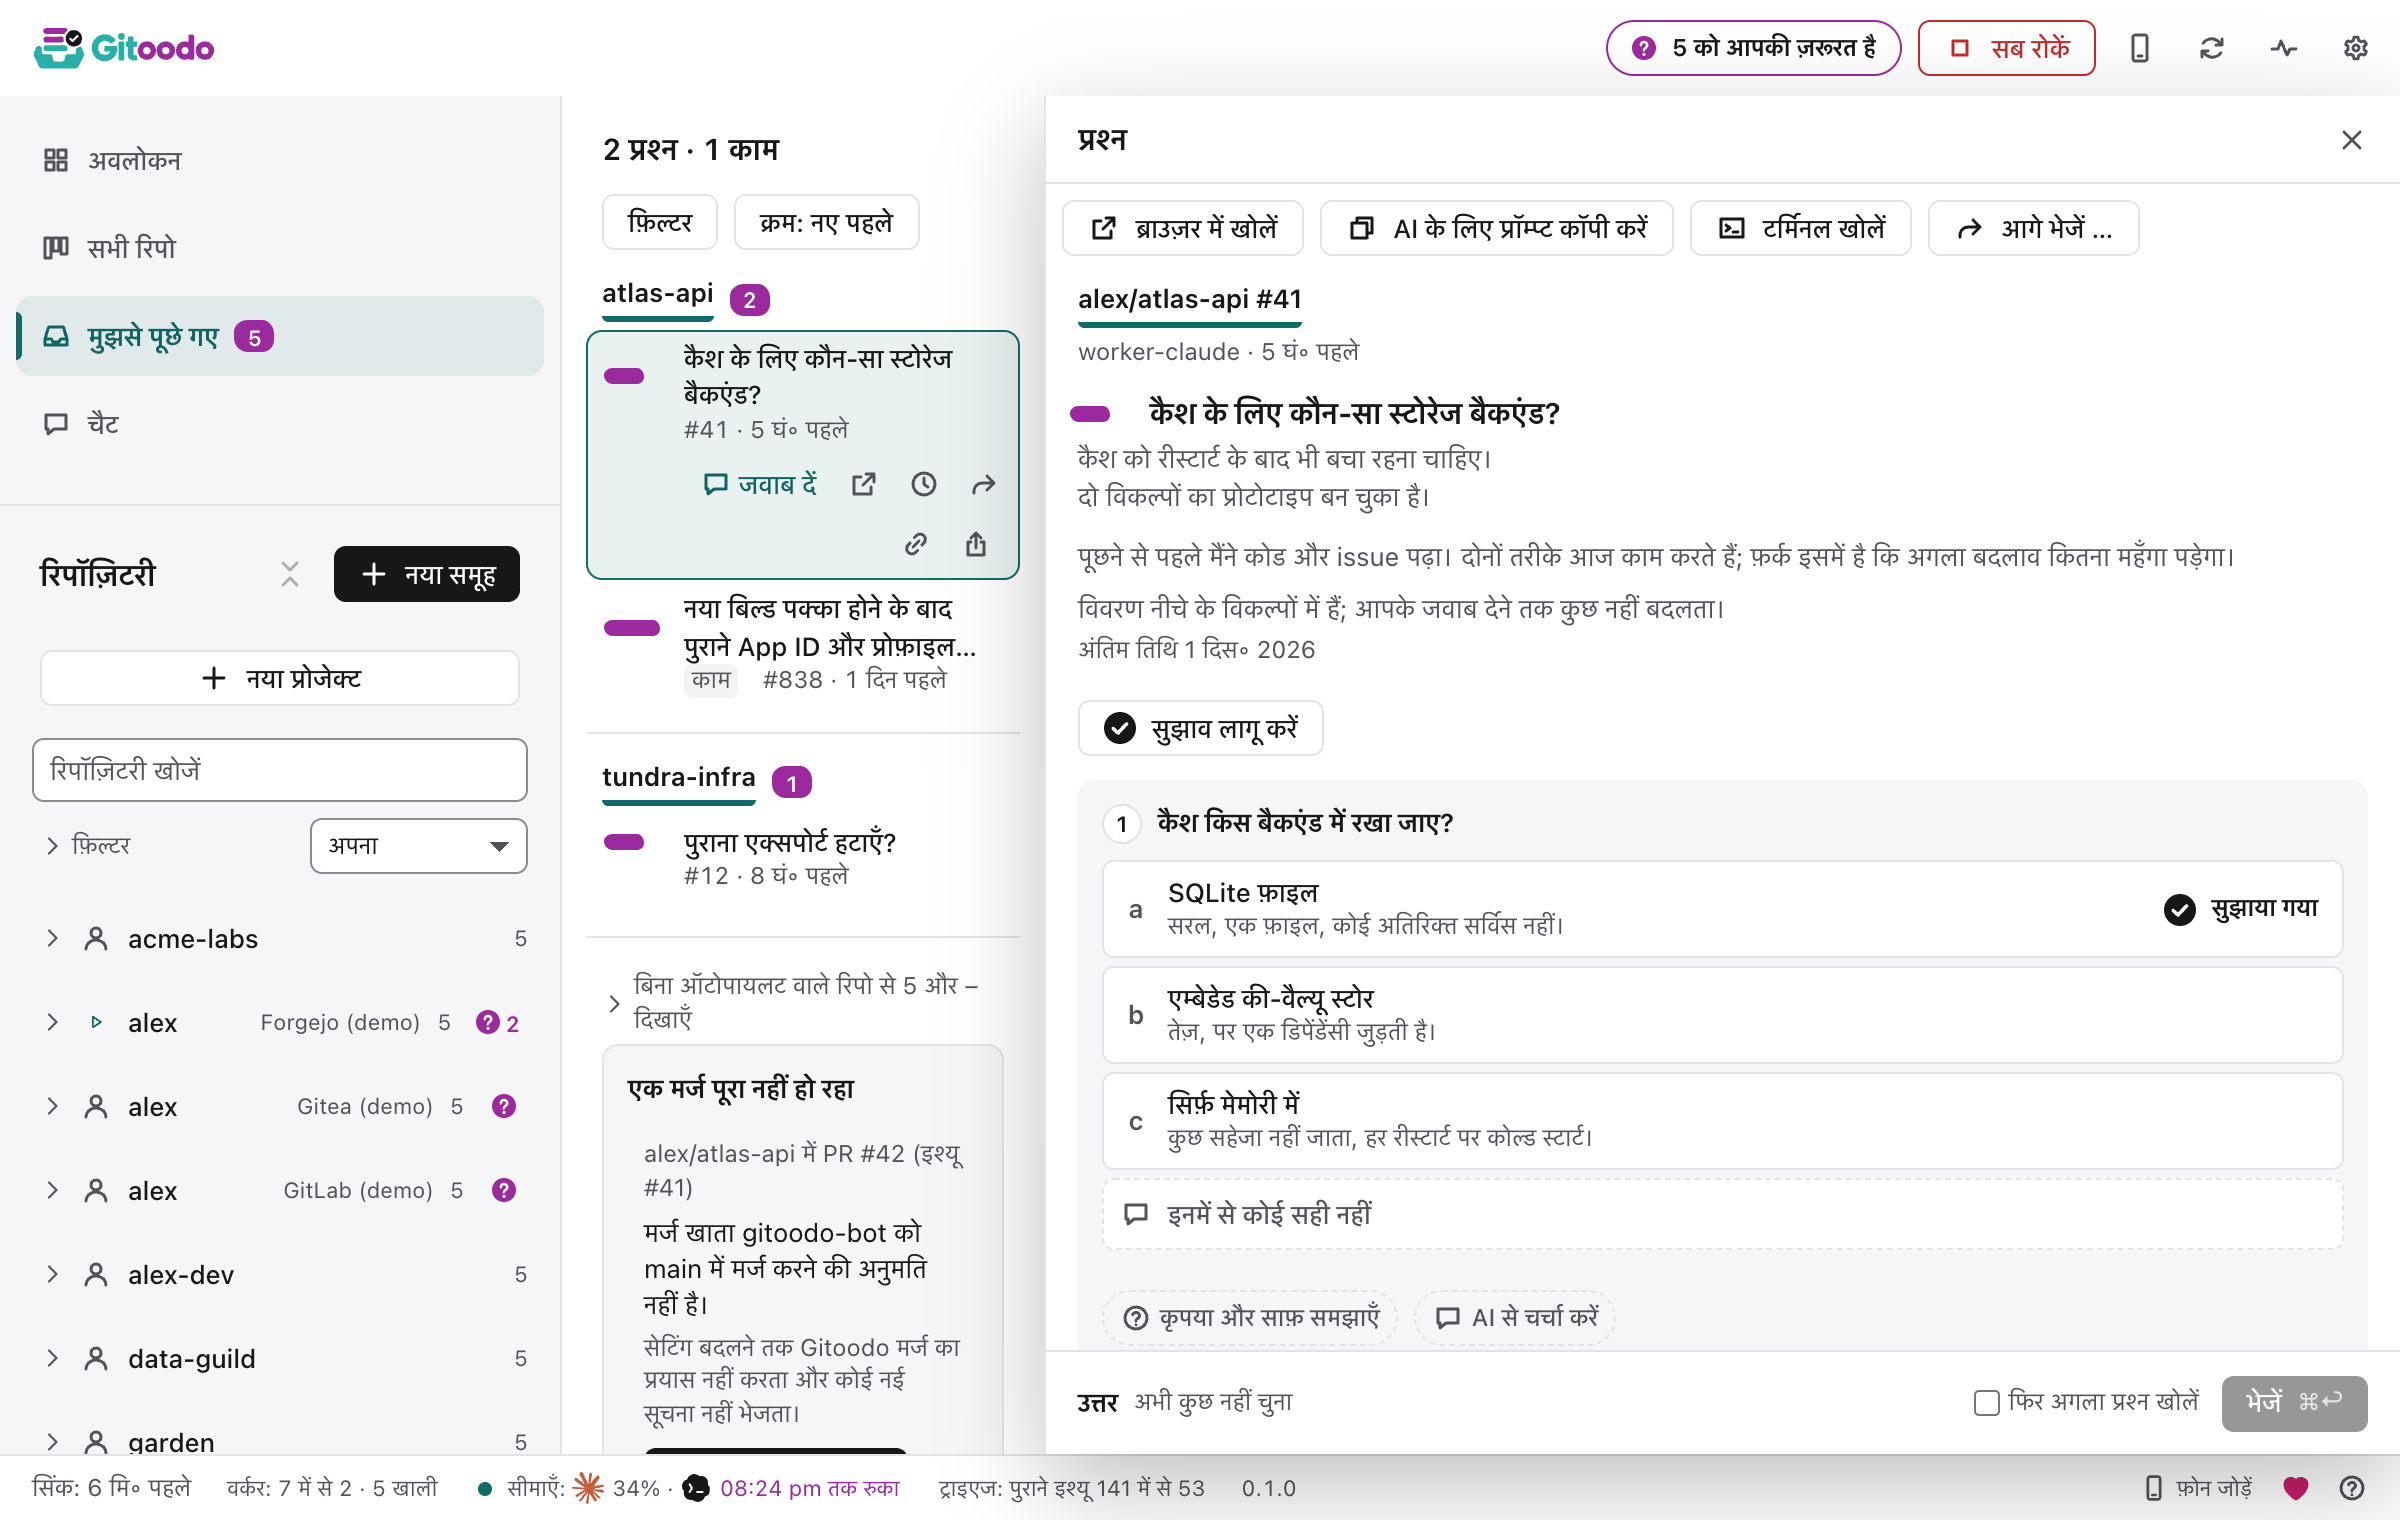 Gitoodo
5 को आपकी ज़रूरत है
सब रोकें
अवलोकन
सभी रिपो
मुझसे पूछे गए 5
चैट
रिपॉज़िटरी
नया समूह
नया प्रोजेक्ट
रिपॉज़िटरी खोजें
फ़िल्टर
अपना
acme-labs 5
alex Forgejo (demo) 5 2
alex Gitea (demo) 5
alex GitLab (demo) 5
alex-dev 5
data-guild 5
garden 5
2 प्रश्न · 1 काम
फ़िल्टर
क्रम: नए पहले
atlas-api 2
कैश के लिए कौन-सा स्टोरेज
बैकएंड?
#41 · 5 घं॰ पहले
जवाब दें
नया बिल्ड पक्का होने के बाद
पुराने App ID और प्रोफ़ाइल…
काम #838 · 1 दिन पहले
tundra-infra 1
पुराना एक्सपोर्ट हटाएँ?
#12 · 8 घं॰ पहले
बिना ऑटोपायलट वाले रिपो से 5 और –
दिखाएँ
एक मर्ज पूरा नहीं हो रहा
alex/atlas-api में PR #42 (इश्यू
#41)
मर्ज खाता gitoodo-bot को
main में मर्ज करने की अनुमति
नहीं है।
सेटिंग बदलने तक Gitoodo मर्ज का
प्रयास नहीं करता और कोई नई
सूचना नहीं भेजता।
प्रश्न
ब्राउज़र में खोलें
AI के लिए प्रॉम्प्ट कॉपी करें
टर्मिनल खोलें
आगे भेजें …
alex/atlas-api #41
worker-claude · 5 घं॰ पहले
कैश के लिए कौन-सा स्टोरेज बैकएंड?
कैश को रीस्टार्ट के बाद भी बचा रहना चाहिए।
दो विकल्पों का प्रोटोटाइप बन चुका है।
पूछने से पहले मैंने कोड और issue पढ़ा। दोनों तरीके आज काम करते हैं; फ़र्क इसमें है कि अगला बदलाव कितना महँगा पड़ेगा।
विवरण नीचे के विकल्पों में हैं; आपके जवाब देने तक कुछ नहीं बदलता।
अंतिम तिथि 1 दिस॰ 2026
सुझाव लागू करें
1 कैश किस बैकएंड में रखा जाए?
a SQLite फ़ाइल
सरल, एक फ़ाइल, कोई अतिरिक्त सर्विस नहीं।
सुझाया गया
b एम्बेडेड की-वैल्यू स्टोर
तेज़, पर एक डिपेंडेंसी जुड़ती है।
c सिर्फ़ मेमोरी में
कुछ सहेजा नहीं जाता, हर रीस्टार्ट पर कोल्ड स्टार्ट।
इनमें से कोई सही नहीं
कृपया और साफ़ समझाएँ
AI से चर्चा करें
उत्तर अभी कुछ नहीं चुना
फिर अगला प्रश्न खोलें
भेजें ⌘↩
सिंक: 6 मि॰ पहले
वर्कर: 7 में से 2 · 5 खाली
सीमाएँ: 34% · 08:24 pm तक रुका
ट्राइएज: पुराने इश्यू 141 में से 53
0.1.0
फ़ोन जोड़ें